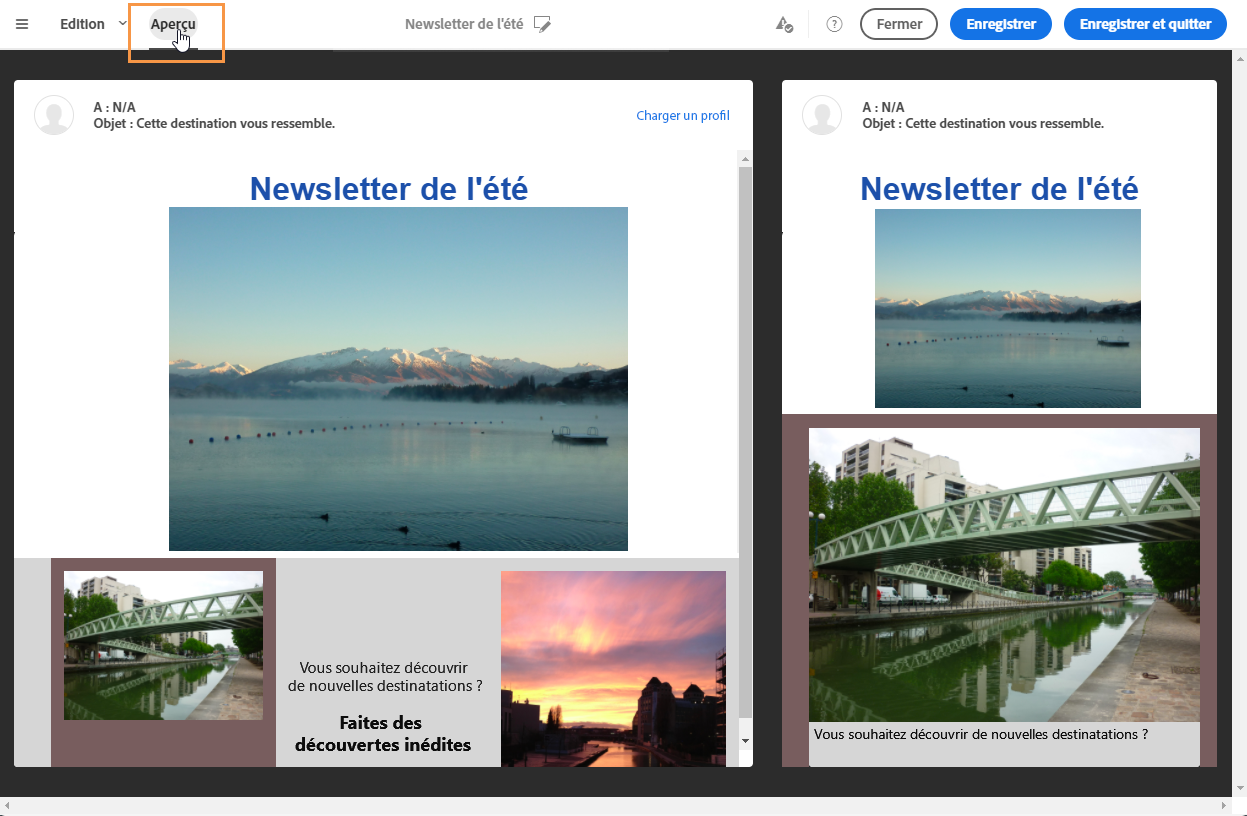 Edition
Aperçu
Newsletter de l'été
Fermer
Enregistrer
Enregistrer et quitter
A : N/A
Objet : Cette destination vous ressemble.
Charger un profil
Newsletter de l'été
Vous souhaitez découvrir
de nouvelles destinatations ?
Faites des
découvertes inédites
A : N/A
Objet : Cette destination vous ressemble.
Newsletter de l'été
Vous souhaitez découvrir de nouvelles destinatations ?